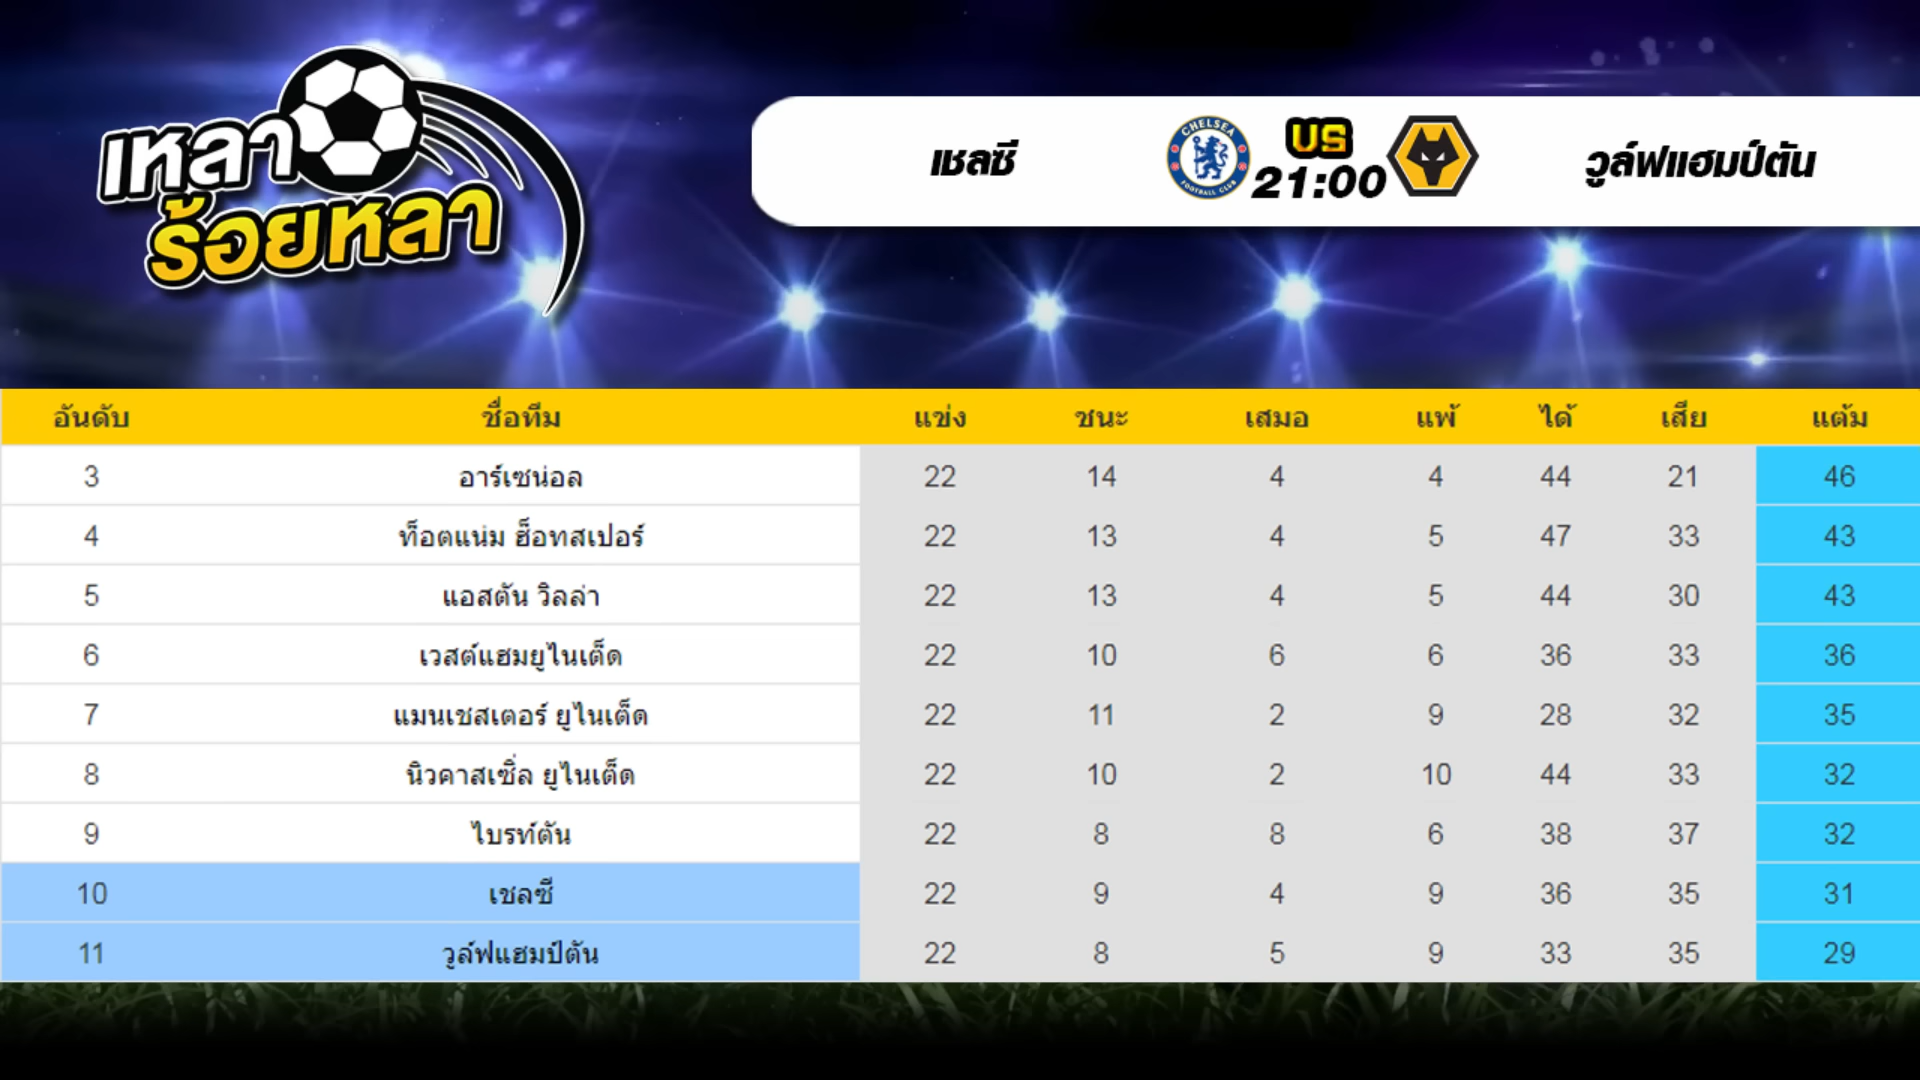 เหลา
ร้อยหลา
เชลซี CHELSEA FOOTBALL CLUB VS 21:00 วูล์ฟแฮมป์ตัน
อันดับ ชื่อทีม แข่ง ชนะ เสมอ แพ้ ได้ เสีย แต้ม
3 อาร์เซน่อล 22 14 4 4 44 21 46
4 ท็อตแน่ม ฮ็อทสเปอร์ 22 13 4 5 47 33 43
5 แอสตัน วิลล่า 22 13 4 5 44 30 43
6 เวสต์แฮมยูไนเต็ด 22 10 6 6 36 33 36
7 แมนเชสเตอร์ ยูไนเต็ด 22 11 2 9 28 32 35
8 นิวคาสเซิ่ล ยูไนเต็ด 22 10 2 10 44 33 32
9 ไบรท์ตัน 22 8 8 6 38 37 32
10 เชลซี 22 9 4 9 36 35 31
11 วูล์ฟแฮมป์ตัน 22 8 5 9 33 35 29